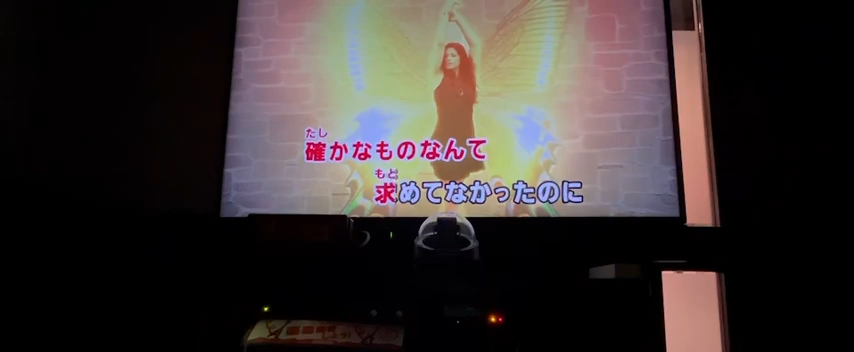 たし
確かなものなんて
もと
求めてなかったのに